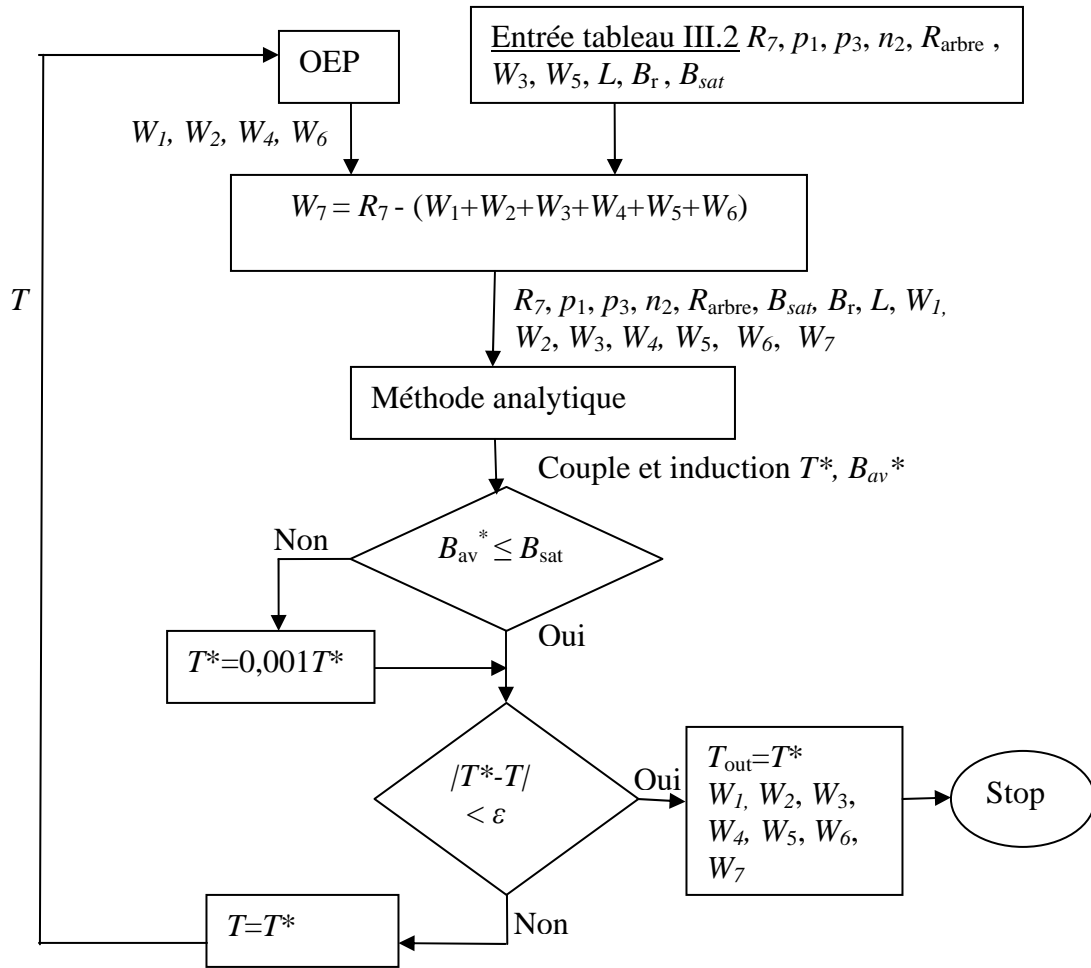 OEP
Entrée tableau III.2 R7, p1, p3, n2, Rarbre ,
W3, W5, L, Br , Bsat
W1, W2, W4, W6
W7 = R7 - (W1+W2+W3+W4+W5+W6)
T
R7, p1, p3, n2, Rarbre, Bsat, Br, L, W1,
W2, W3, W4, W5, W6, W7
Méthode analytique
Couple et induction T*, Bav*
Non
Bav* ≤ Bsat
Oui
T*=0,001T*
|T*-T|
< ε
Oui
Tout=T*
W1, W2, W3,
W4, W5, W6,
W7
Stop
Non
T=T*